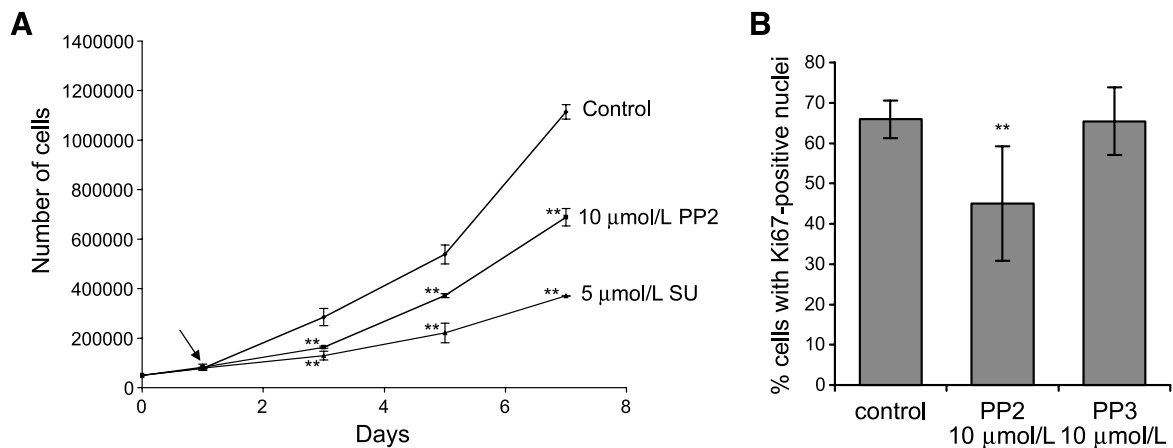 A
Number of cells
1400000
1200000
1000000
800000
600000
400000
200000
0
0 2 4 6 8
Days
Control
** 10 μmol/L PP2
** 5 μmol/L SU
**
**
**
**
B
% cells with Ki67-positive nuclei
80
70
60
50
40
30
20
10
0
**
control PP2 PP3
10 μmol/L 10 μmol/L